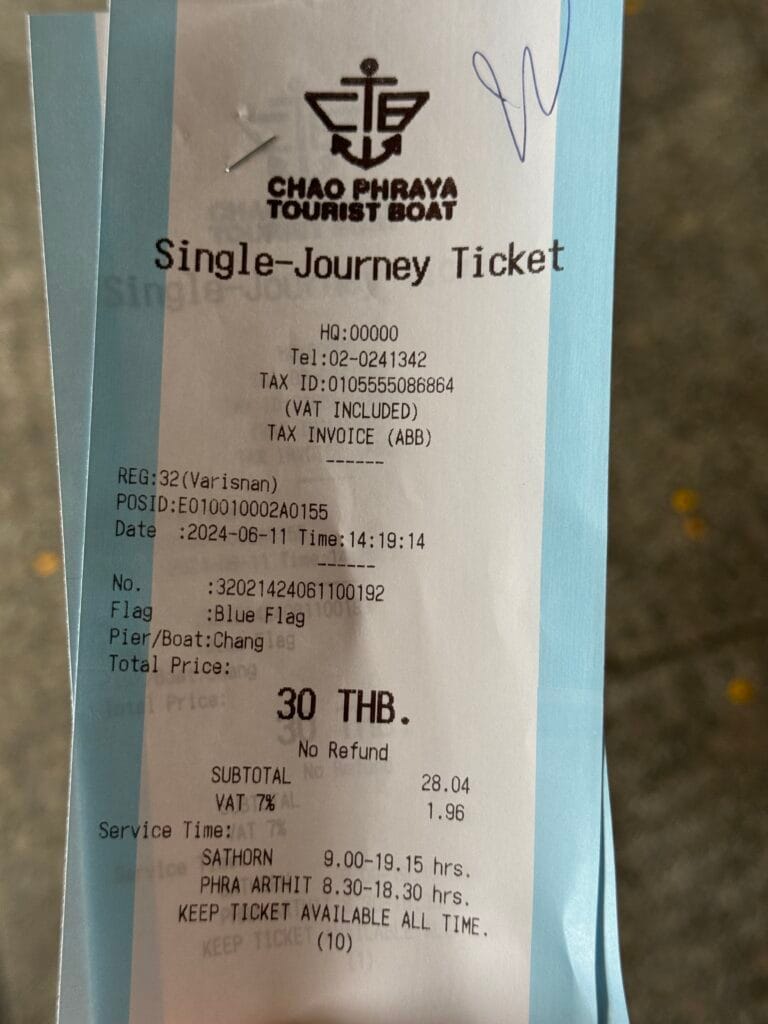 CTB
CHAO PHRAYA
TOURIST BOAT
Single-Journey Ticket
HQ:00000
Tel:02-0241342
TAX ID:0105555086864
(VAT INCLUDED)
TAX INVOICE (ABB)
------
REG:32(Varisnan)
POSID:E010010002A0155
Date :2024-06-11 Time:14:19:14
------
No. :32021424061100192
Flag :Blue Flag
Pier/Boat:Chang
Total Price:
30 THB.
No Refund
SUBTOTAL 28.04
VAT 7% 1.96
Service Time:
SATHORN 9.00-19.15 hrs.
PHRA ARTHIT 8.30-18.30 hrs.
KEEP TICKET AVAILABLE ALL TIME.
(10)